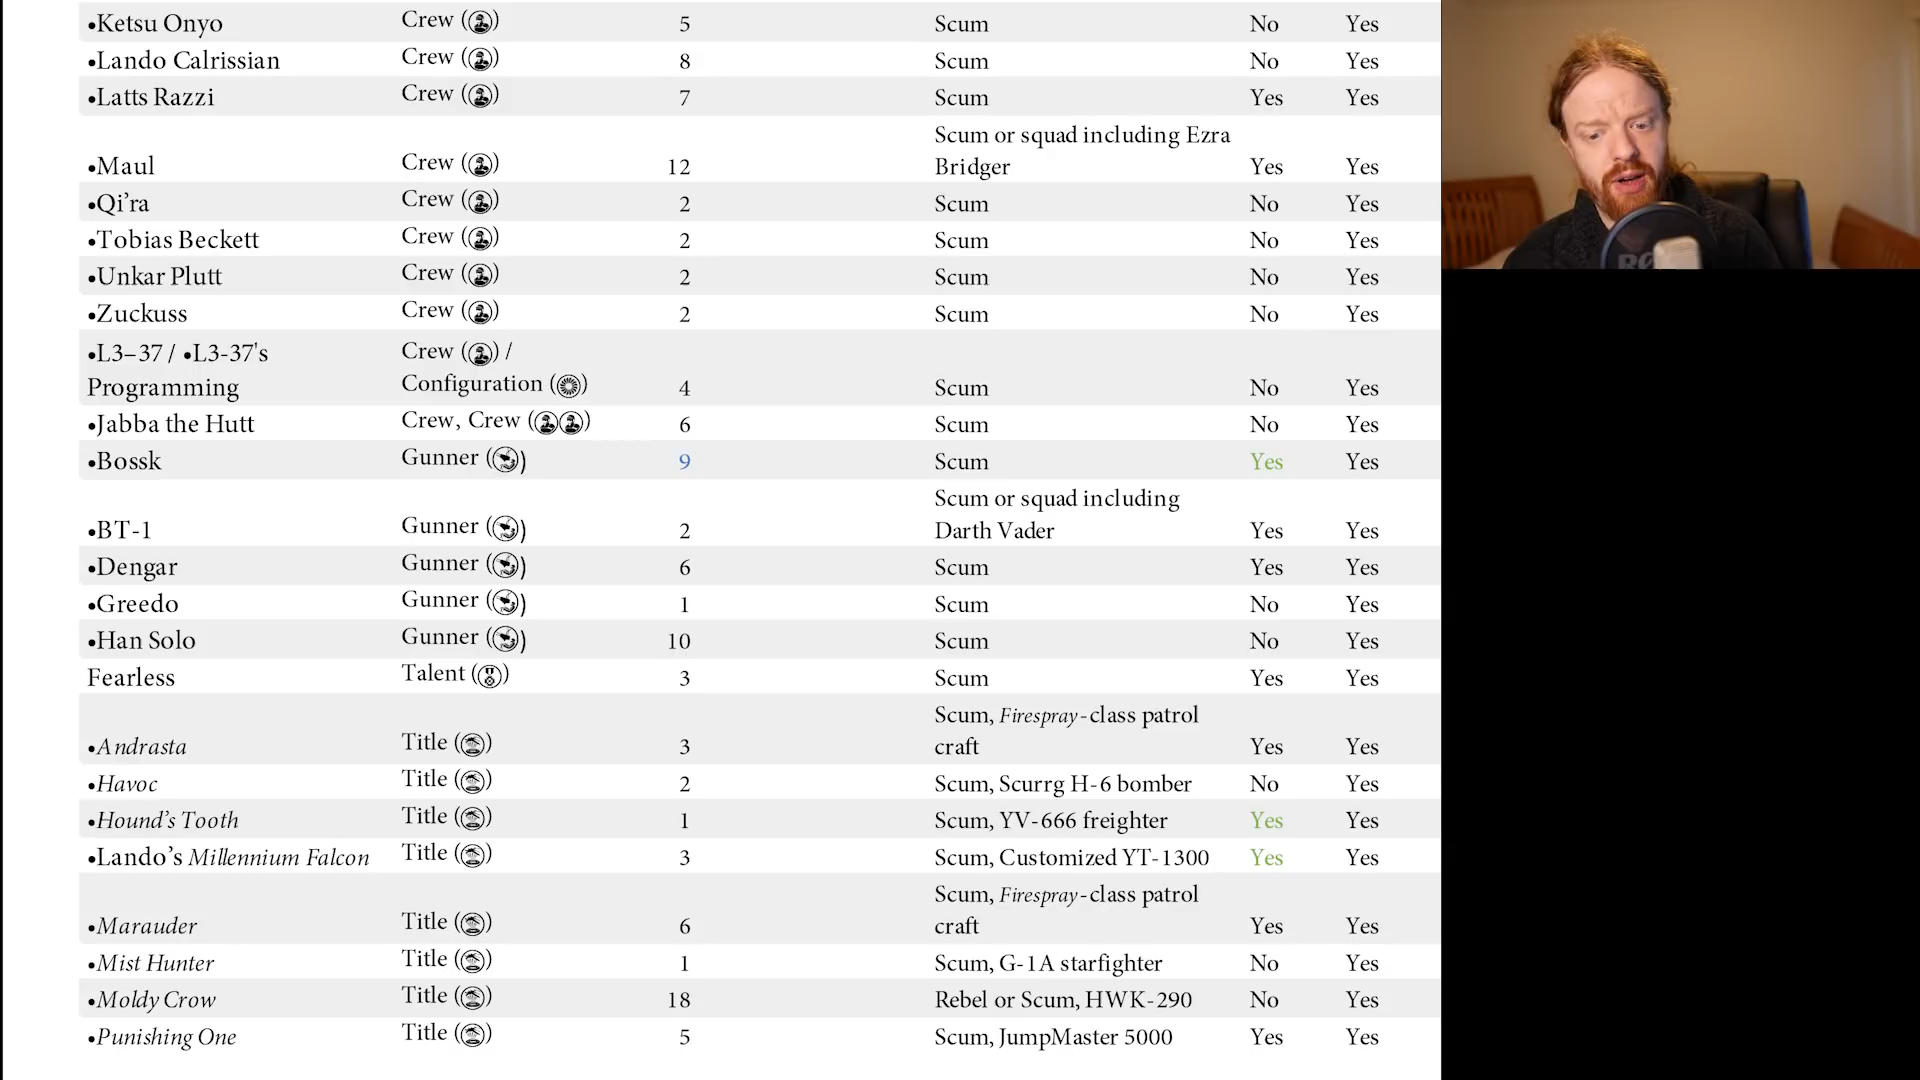 •Ketsu Onyo Crew () 5 Scum No Yes
•Lando Calrissian Crew () 8 Scum No Yes
•Latts Razzi Crew () 7 Scum Yes Yes
Scum or squad including Ezra
•Maul Crew () 12 Bridger Yes Yes
•Qi’ra Crew () 2 Scum No Yes
•Tobias Beckett Crew () 2 Scum No Yes
•Unkar Plutt Crew () 2 Scum No Yes
•Zuckuss Crew () 2 Scum No Yes
•L3–37 / •L3-37's Crew () /
Programming Configuration () 4 Scum No Yes
•Jabba the Hutt Crew, Crew () 6 Scum No Yes
•Bossk Gunner () 9 Scum Yes Yes
Scum or squad including
•BT-1 Gunner () 2 Darth Vader Yes Yes
•Dengar Gunner () 6 Scum Yes Yes
•Greedo Gunner () 1 Scum No Yes
•Han Solo Gunner () 10 Scum No Yes
Fearless Talent () 3 Scum Yes Yes
Scum, Firespray-class patrol
•Andrasta Title () 3 craft Yes Yes
•Havoc Title () 2 Scum, Scurrg H-6 bomber No Yes
•Hound’s Tooth Title () 1 Scum, YV-666 freighter Yes Yes
•Lando’s Millennium Falcon Title () 3 Scum, Customized YT-1300 Yes Yes
Scum, Firespray-class patrol
•Marauder Title () 6 craft Yes Yes
•Mist Hunter Title () 1 Scum, G-1A starfighter No Yes
•Moldy Crow Title () 18 Rebel or Scum, HWK-290 No Yes
•Punishing One Title () 5 Scum, JumpMaster 5000 Yes Yes